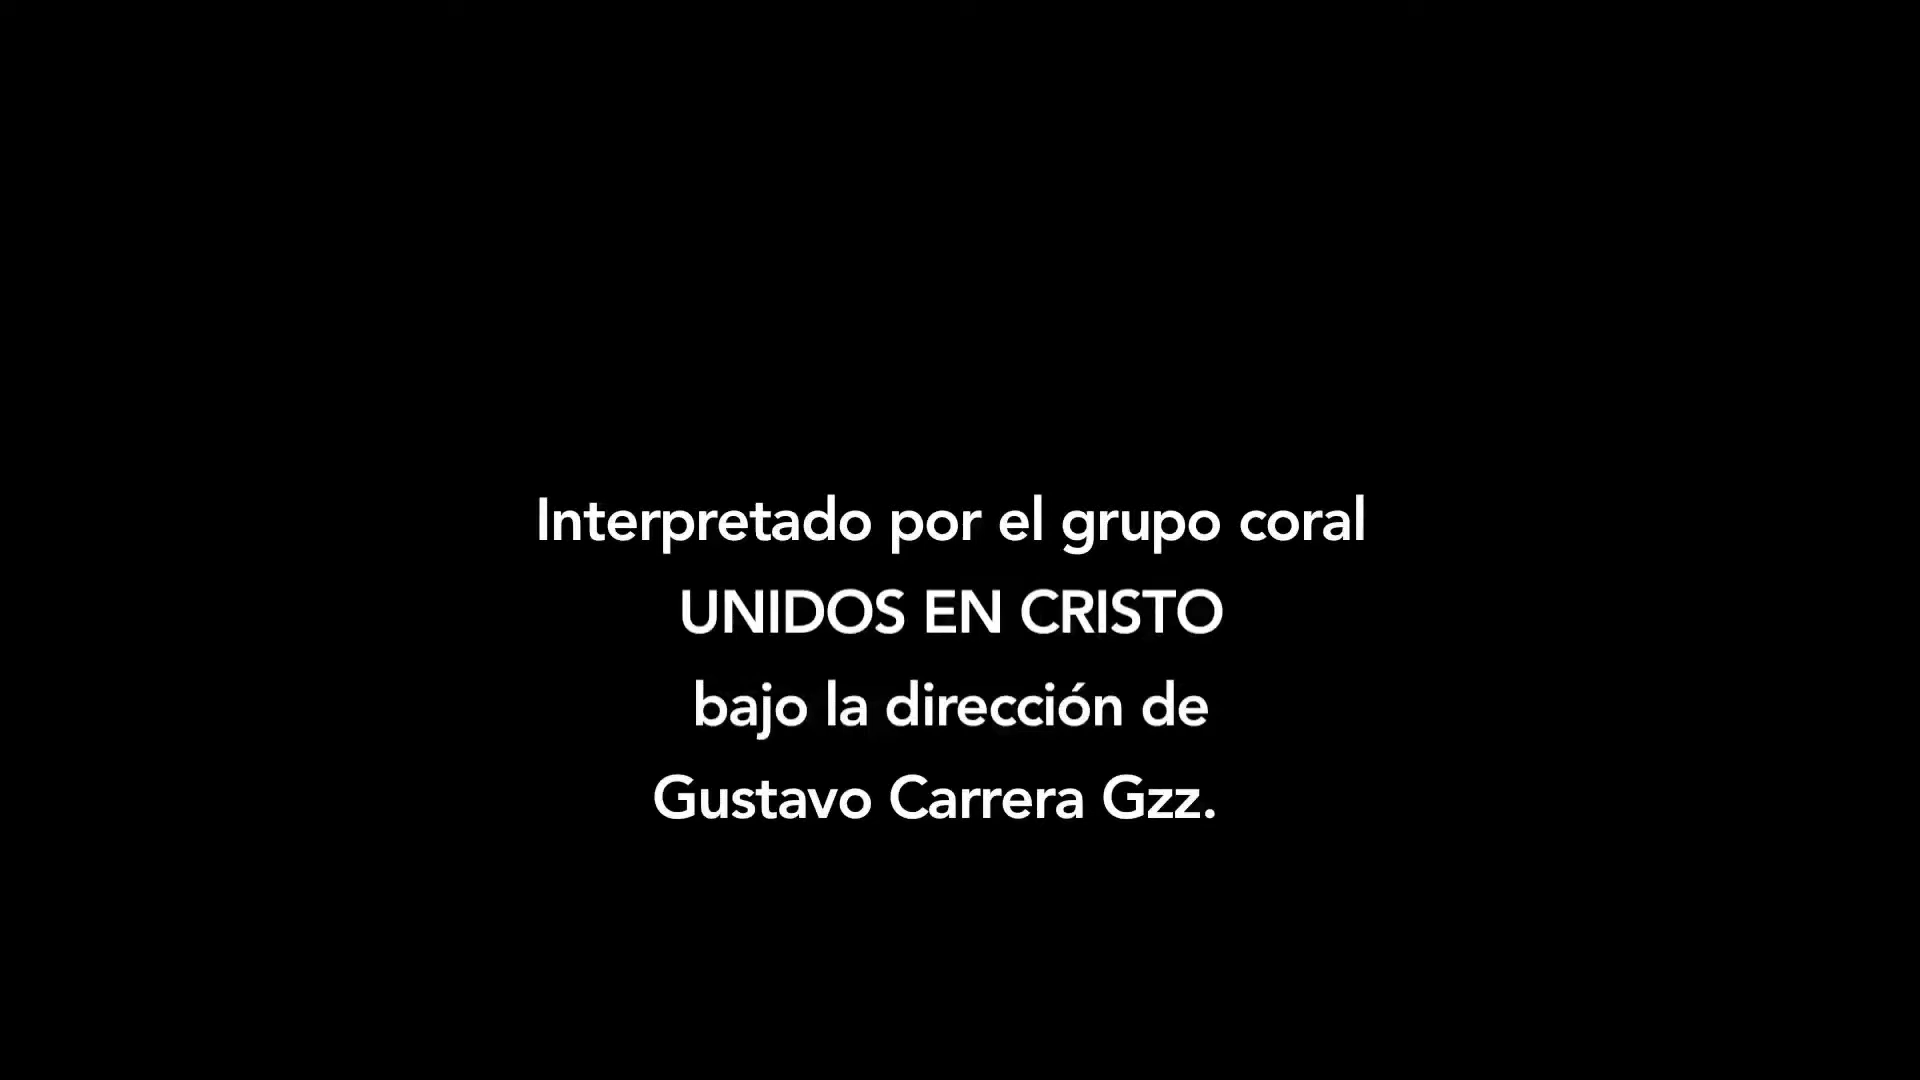 Interpretado por el grupo coral
UNIDOS EN CRISTO
bajo la dirección de
Gustavo Carrera Gzz.